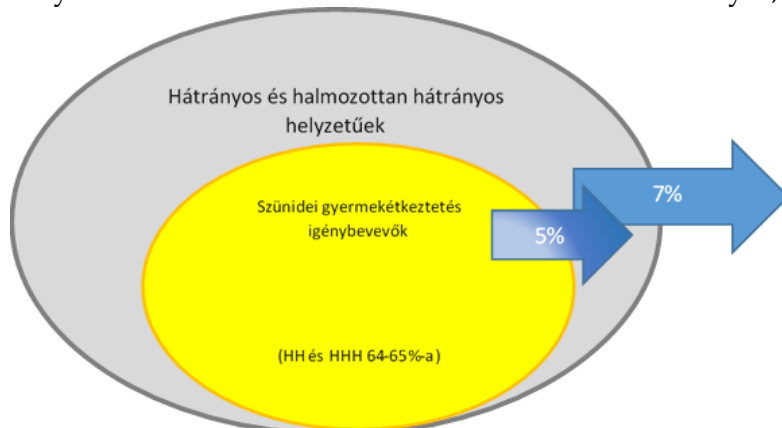 Hátrányos és halmozottan hátrányos
helyzetűek
7%
Szünidei gyermekétkeztetés
igénybevevők
5%
(HH és HHH 64-65%-a)